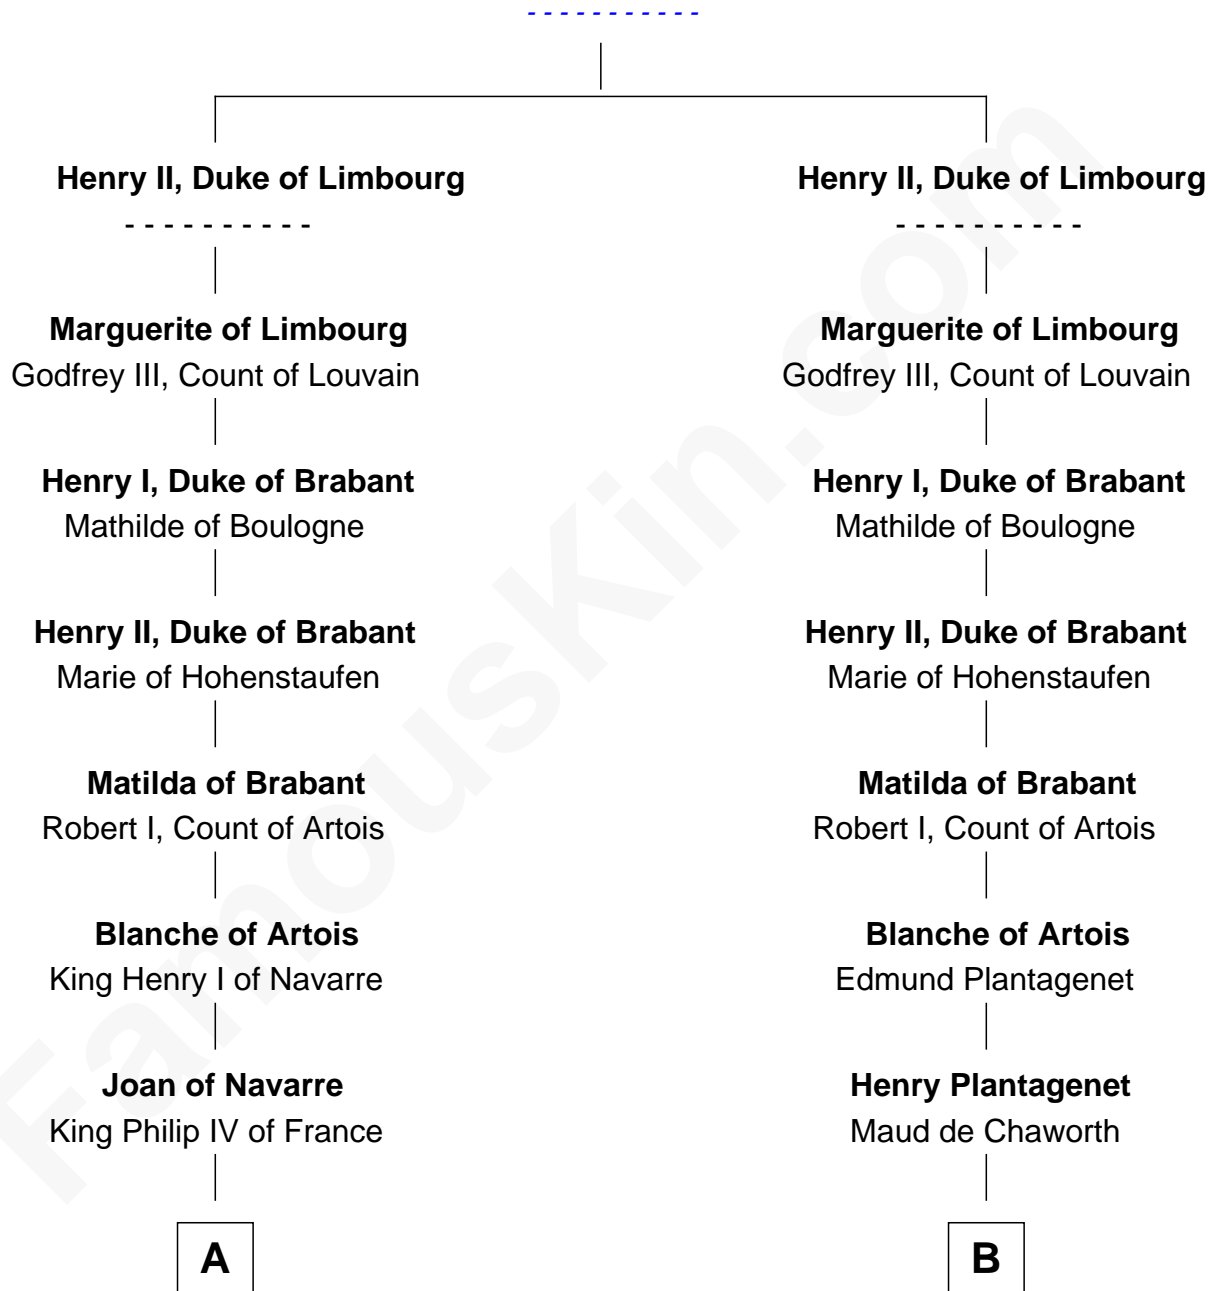 - - - - - - - - - - -
Henry II, Duke of Limbourg
- - - - - - - - - -
Marguerite of Limbourg
Godfrey III, Count of Louvain
Henry I, Duke of Brabant
Mathilde of Boulogne
Henry II, Duke of Brabant
Marie of Hohenstaufen
Matilda of Brabant
Robert I, Count of Artois
Blanche of Artois
King Henry I of Navarre
Joan of Navarre
King Philip IV of France
A
Henry II, Duke of Limbourg
- - - - - - - - - -
Marguerite of Limbourg
Godfrey III, Count of Louvain
Henry I, Duke of Brabant
Mathilde of Boulogne
Henry II, Duke of Brabant
Marie of Hohenstaufen
Matilda of Brabant
Robert I, Count of Artois
Blanche of Artois
Edmund Plantagenet
Henry Plantagenet
Maud de Chaworth
B
FamousKin.com